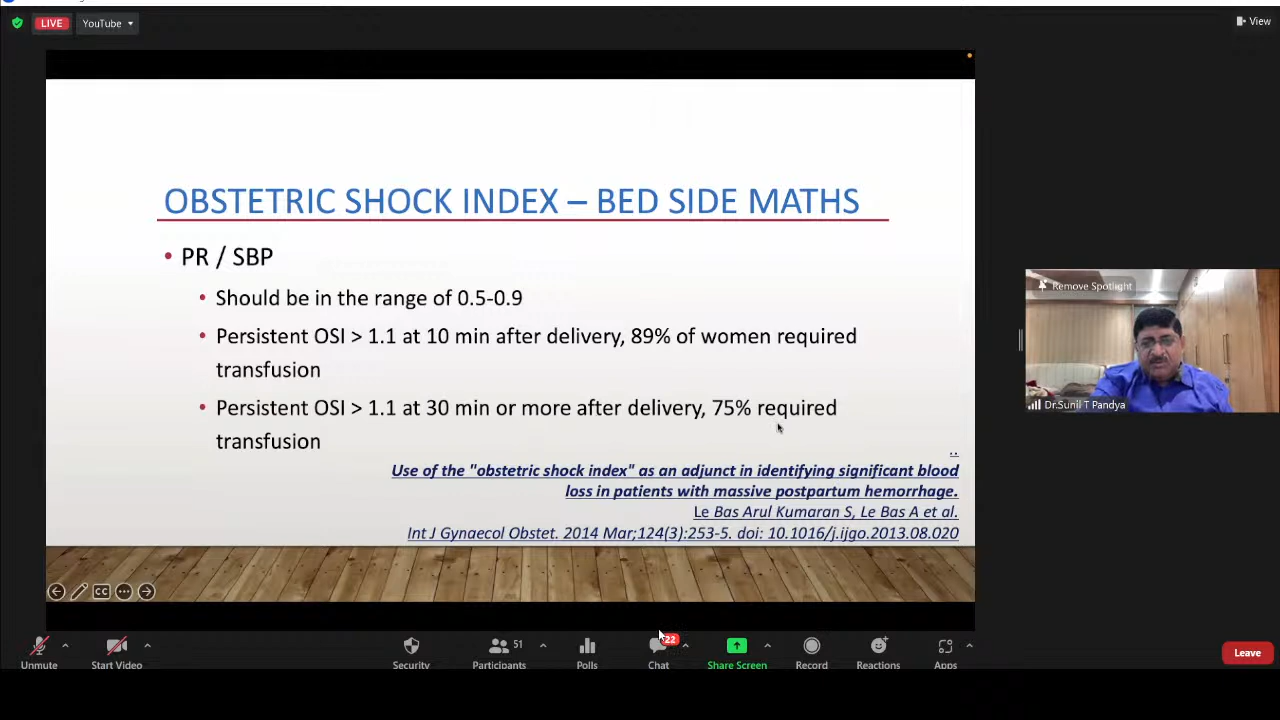 LIVE
YouTube
View
OBSTETRIC SHOCK INDEX – BED SIDE MATHS
• PR / SBP
• Should be in the range of 0.5-0.9
• Persistent OSI > 1.1 at 10 min after delivery, 89% of women required
transfusion
• Persistent OSI > 1.1 at 30 min or more after delivery, 75% required
transfusion
..
Use of the "obstetric shock index" as an adjunct in identifying significant blood
loss in patients with massive postpartum hemorrhage.
Le Bas Arul Kumaran S, Le Bas A et al.
Int J Gynaecol Obstet. 2014 Mar;124(3):253-5. doi: 10.1016/j.ijgo.2013.08.020
Remove Spotlight
Dr.Sunil T Pandya
CC
Unmute
Start Video
Security
Participants
51
Polls
Chat
22
Share Screen
Record
Reactions
Apps
Leave